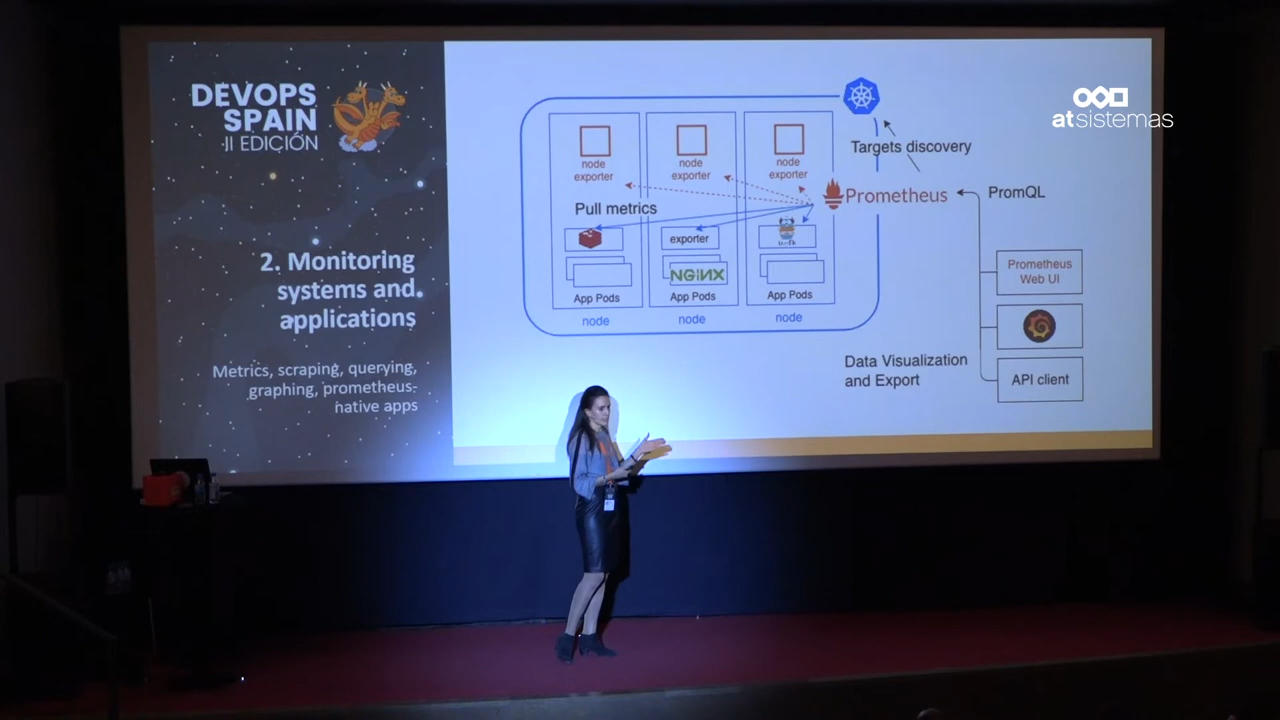 DEVOPS
SPAIN
II EDICIÓN
2. Monitoring
systems and
applications
Metrics, scraping, querying,
graphing, prometheus-
native apps
node
exporter
node
exporter
node
exporter
Pull metrics
exporter
NGiNX
App Pods
App Pods
App Pods
node
node
node
Targets discovery
Prometheus
PromQL
Prometheus
Web UI
API client
Data Visualization
and Export
atsistemas